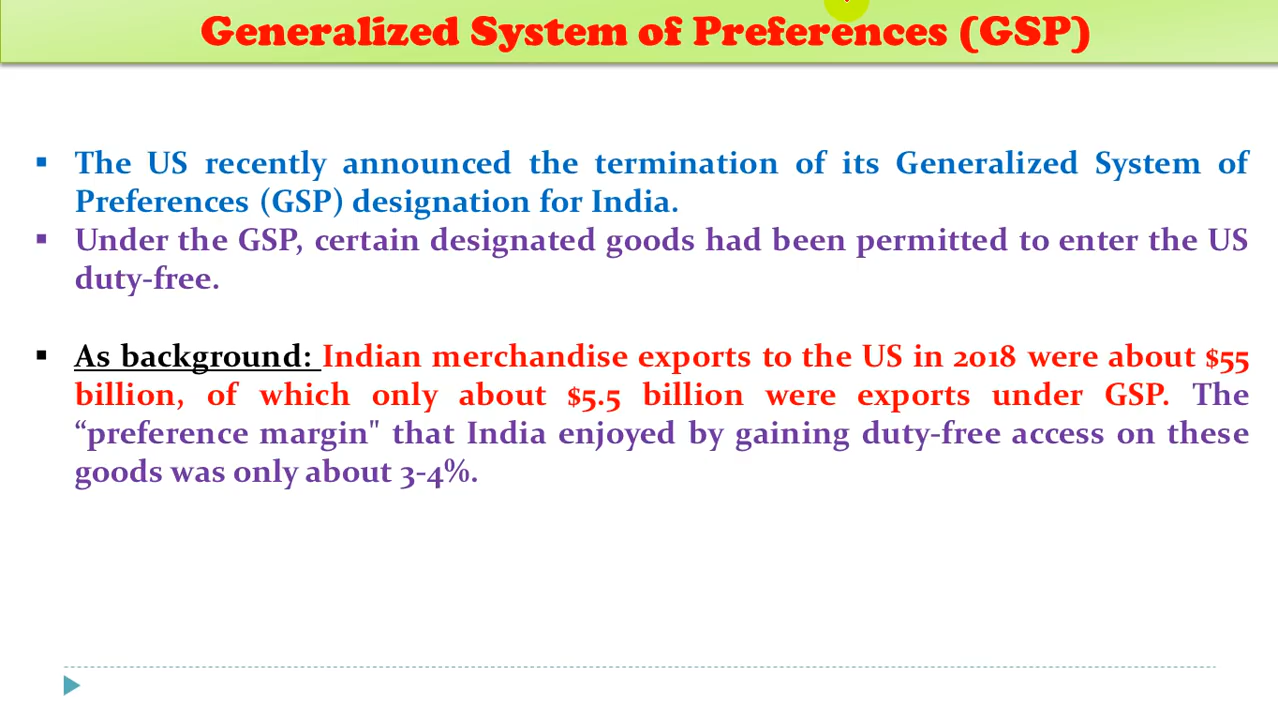 Generalized System of Preferences (GSP)
The US recently announced the termination of its Generalized System of
Preferences (GSP) designation for India.
Under the GSP, certain designated goods had been permitted to enter the US
duty-free.
As background: Indian merchandise exports to the US in 2018 were about $55
billion, of which only about $5.5 billion were exports under GSP. The
“preference margin" that India enjoyed by gaining duty-free access on these
goods was only about 3-4%.